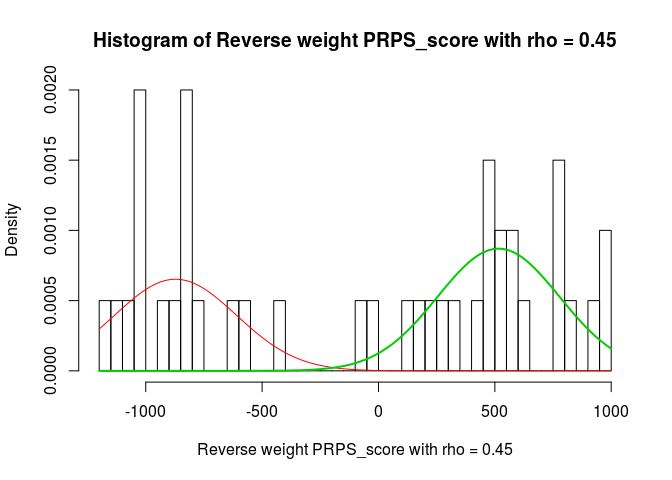 Histogram of Reverse weight PRPS_score with rho = 0.45
Density
0.0020
0.0015
0.0010
0.0005
0.0000
-1000 -500 0 500 1000
Reverse weight PRPS_score with rho = 0.45